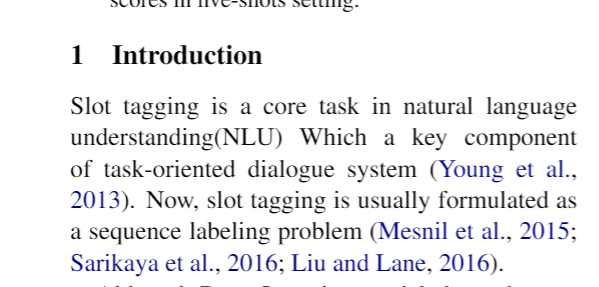 scores in five-shots setting.
1 Introduction
Slot tagging is a core task in natural language
understanding(NLU) Which a key component
of task-oriented dialogue system (Young et al.,
2013). Now, slot tagging is usually formulated as
a sequence labeling problem (Mesnil et al., 2015;
Sarikaya et al., 2016; Liu and Lane, 2016).